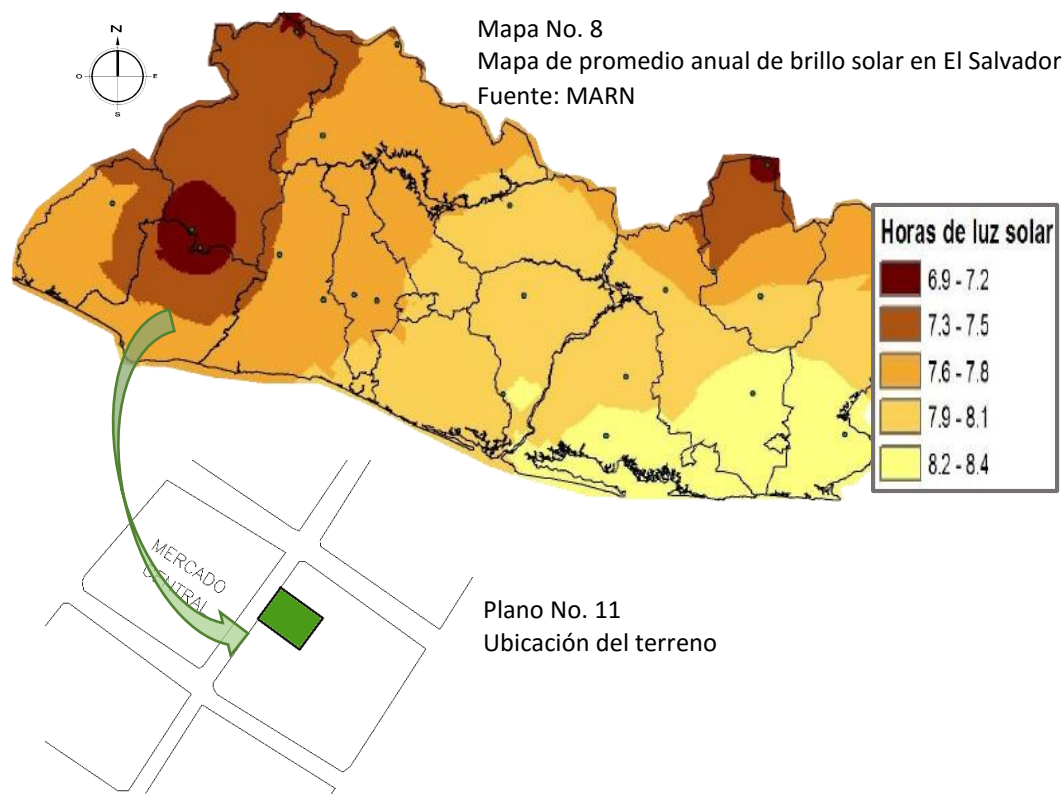 N
O
E
S
Mapa No. 8
Mapa de promedio anual de brillo solar en El Salvador
Fuente: MARN
Horas de luz solar
6.9 - 7.2
7.3 - 7.5
7.6 - 7.8
7.9 - 8.1
8.2 - 8.4
MERCADO
CENTRAL
Plano No. 11
Ubicación del terreno